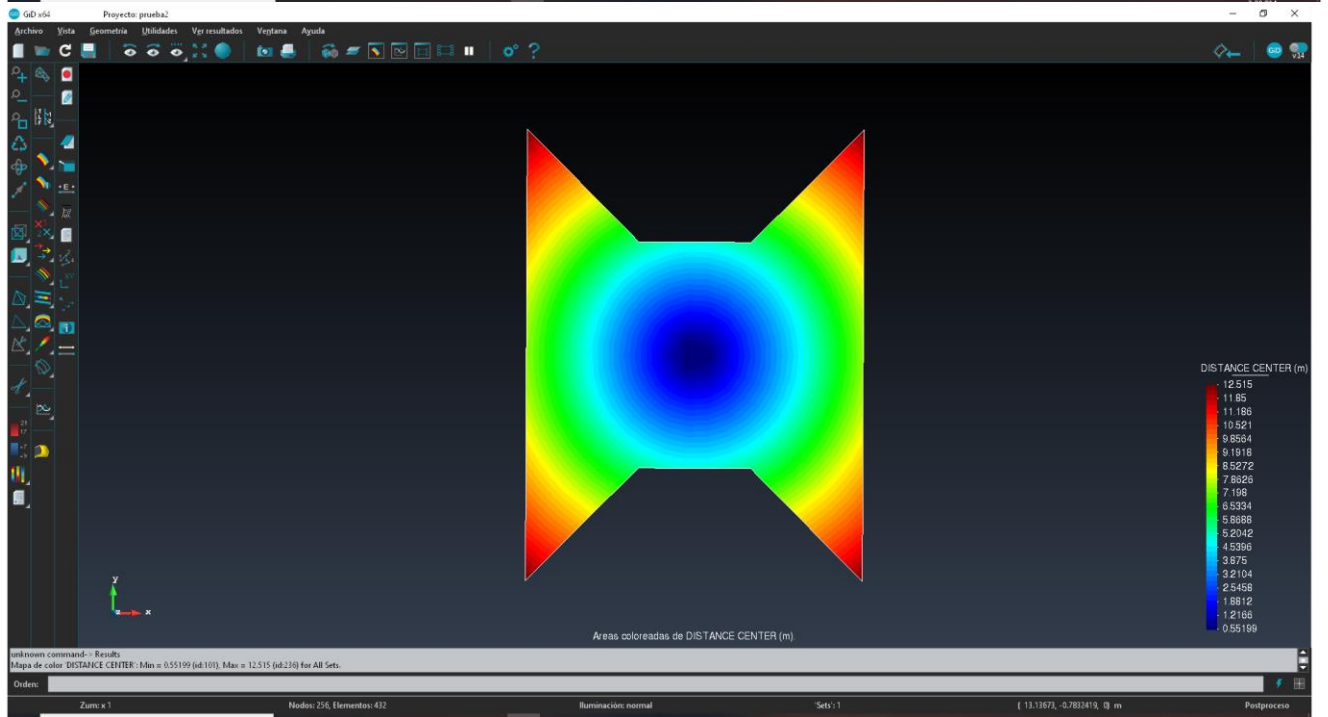 GiD x64 Proyecto: prueba2
Archivo Vista Geometría Utilidades Ver resultados Ventana Ayuda
GiD
v14
E
DISTANCE CENTER (m)
12.515
11.85
11.186
10.521
9.8564
9.1918
8.5272
7.8626
7.198
6.5334
5.8688
5.2042
4.5396
3.875
3.2104
2.5458
1.8812
1.2166
0.55199
y
z x
Areas coloreadas de DISTANCE CENTER (m).
unknown command-> Results
Mapa de color 'DISTANCE CENTER': Min = 0.55199 (id:101), Max = 12.515 (id:236) for All Sets.
Orden:
Zum: x 1 Nodos: 256, Elementos: 432 Iluminación: normal 'Sets': 1 ( 13.13673, -0.7832419, 0) m Postproceso